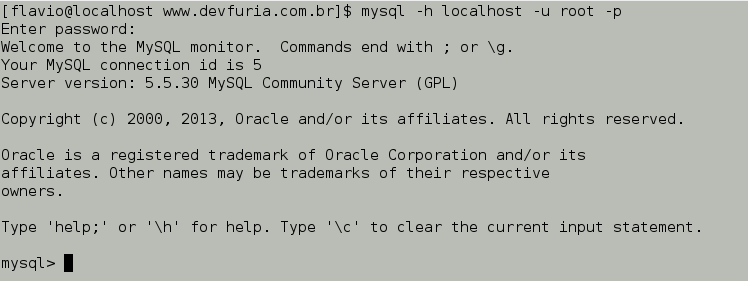 [flavio@localhost www.devfuria.com.br]$ mysql -h localhost -u root -p
Enter password:
Welcome to the MySQL monitor.  Commands end with ; or \g.
Your MySQL connection id is 5
Server version: 5.5.30 MySQL Community Server (GPL)
Copyright (c) 2000, 2013, Oracle and/or its affiliates. All rights reserved.
Oracle is a registered trademark of Oracle Corporation and/or its
affiliates. Other names may be trademarks of their respective
owners.
Type 'help;' or '\h' for help. Type '\c' to clear the current input statement.
mysql>